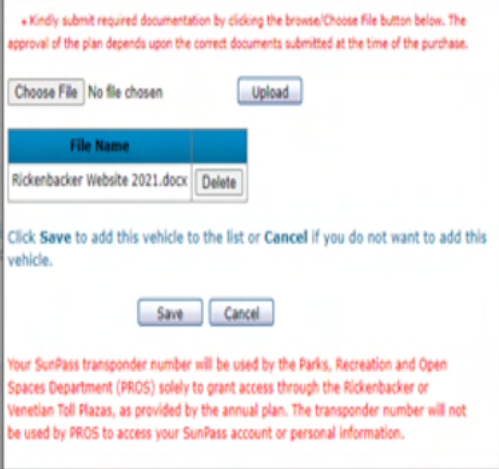 • Kindly submit required documentation by clicking the browse/Choose File button below. The
approval of the plan depends upon the correct documents submitted at the time of the purchase.
Choose File No file chosen Upload
File Name
Rickenbacker Website 2021.docx Delete
Click Save to add this vehicle to the list or Cancel if you do not want to add this
vehicle.
Save Cancel
Your SunPass transponder number will be used by the Parks, Recreation and Open
Spaces Department (PROS) solely to grant access through the Rickenbacker or
Venetian Toll Plazas, as provided by the annual plan. The transponder number will not
be used by PROS to access your SunPass account or personal information.